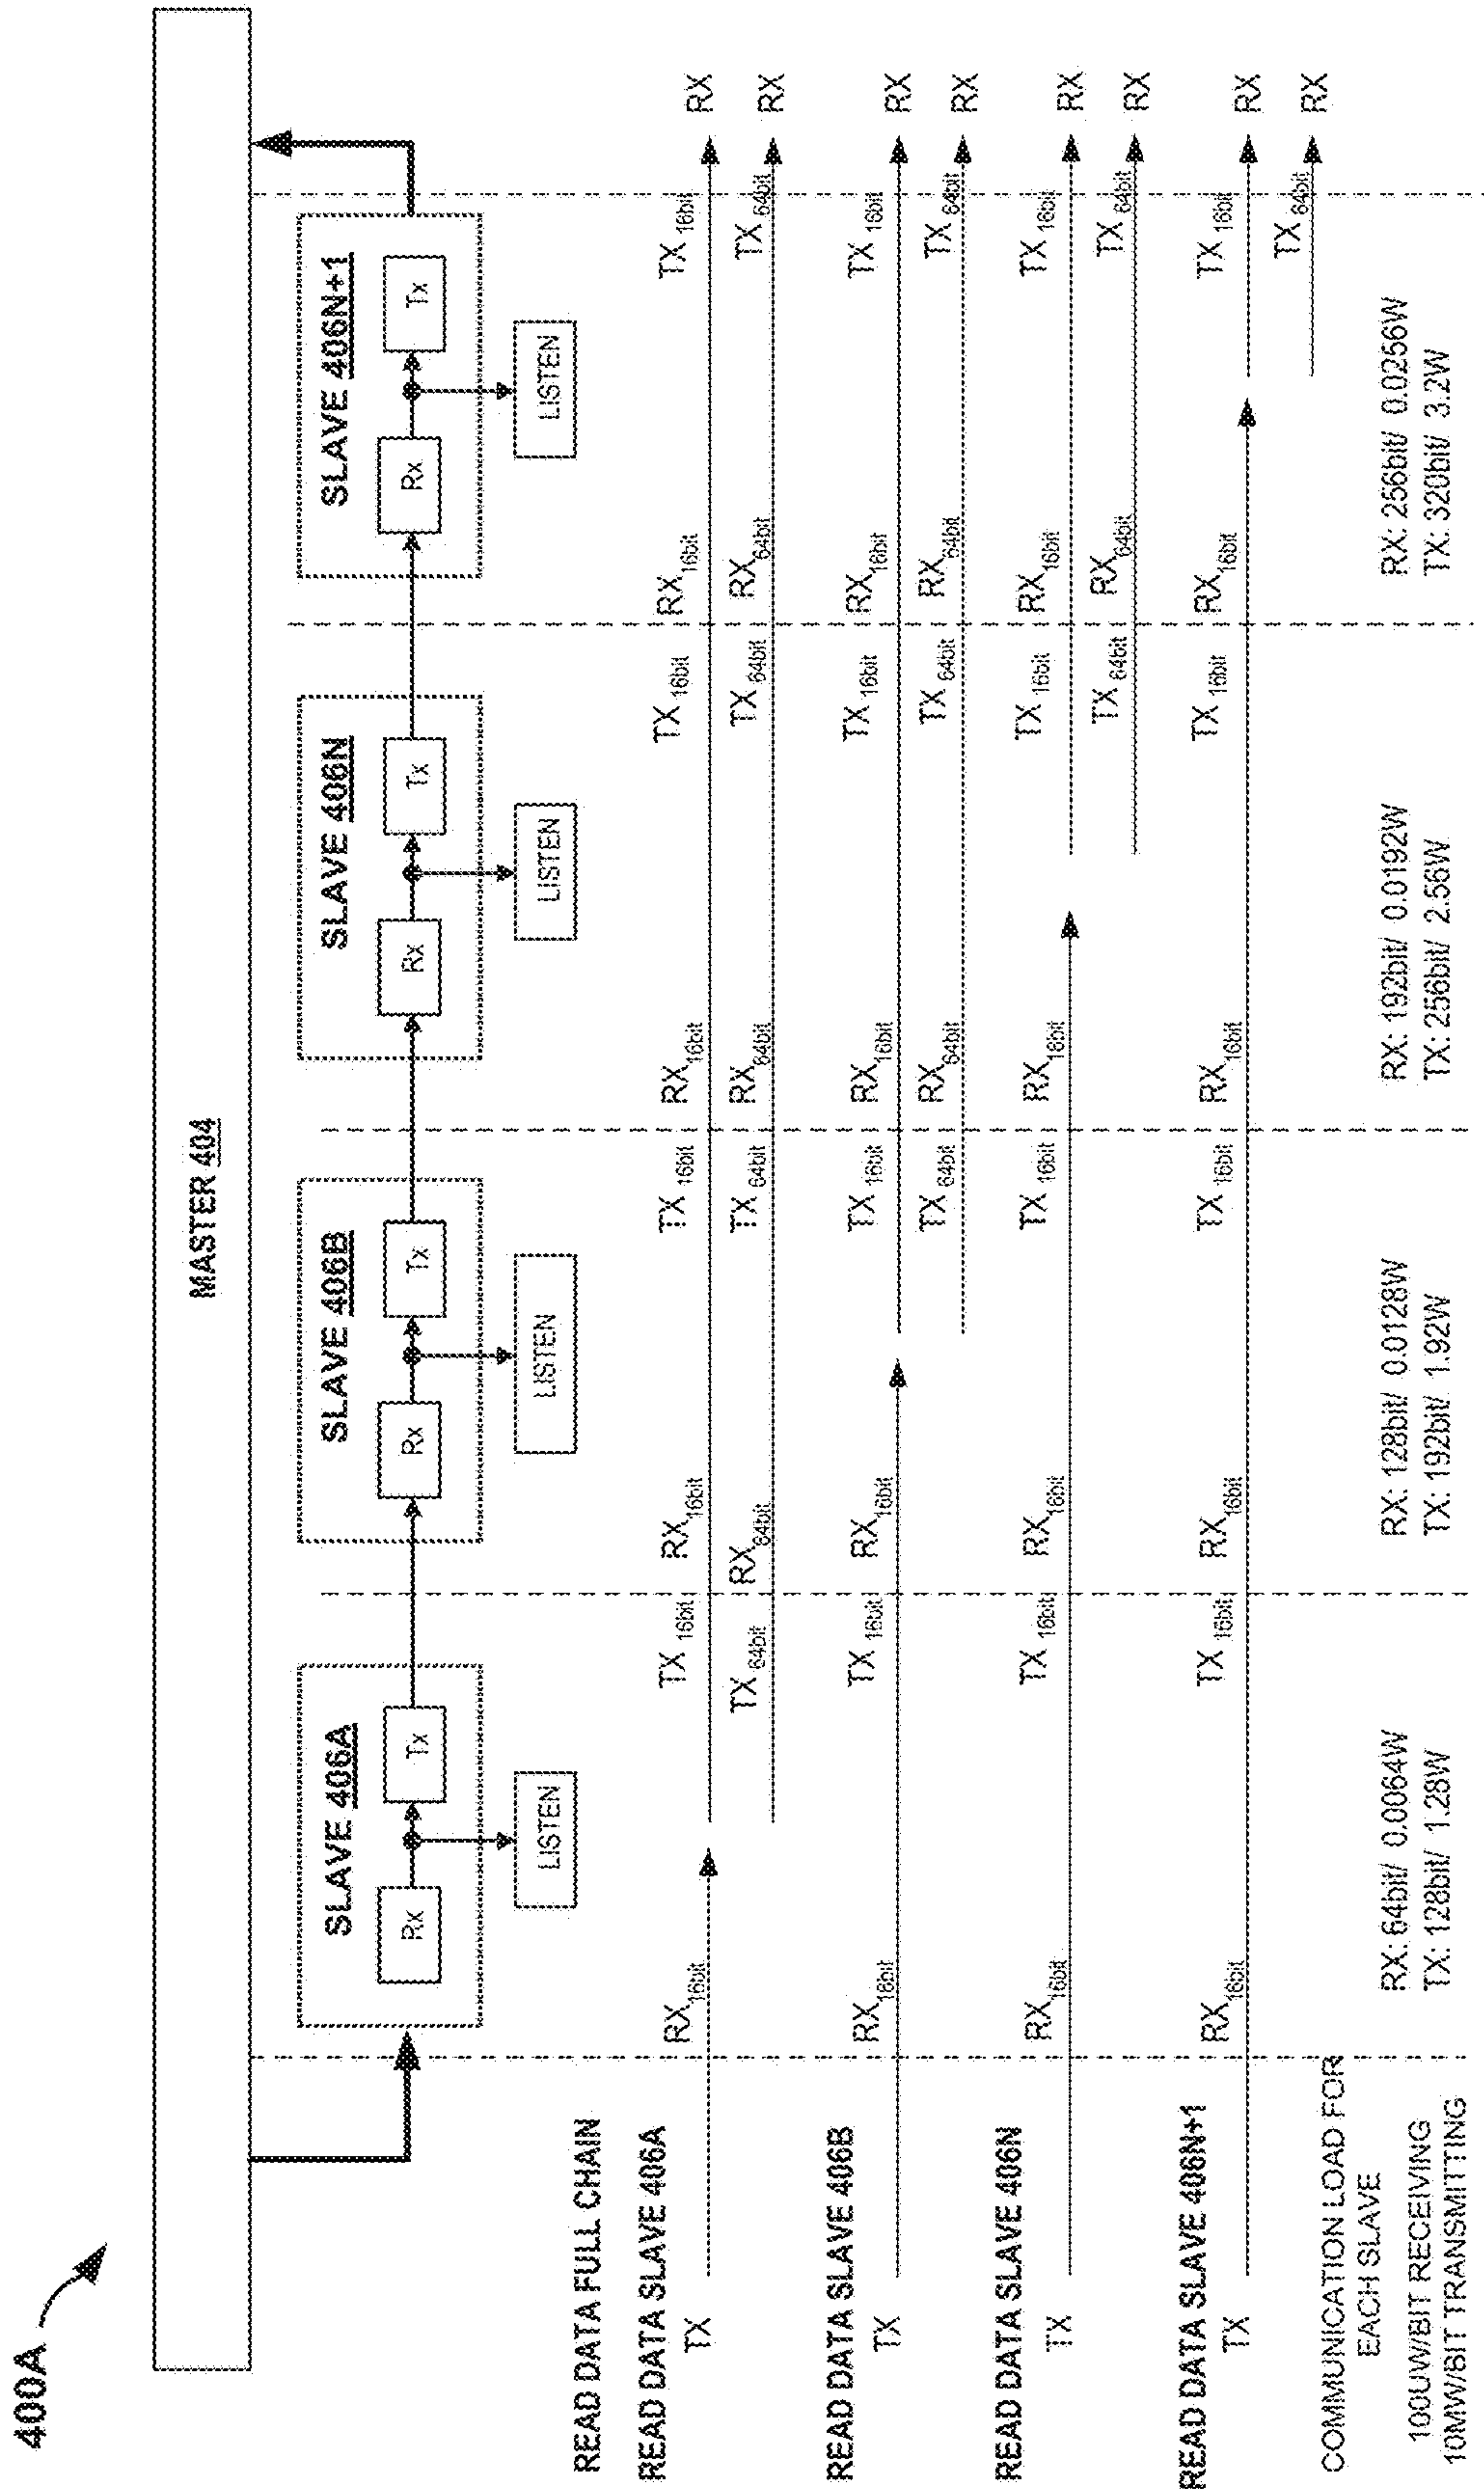 400A
MASTER 404
SLAVE 406A
SLAVE 406B
SLAVE 406N
SLAVE 406N+1
Rx
Tx
Rx
Tx
Rx
Tx
Rx
Tx
LISTEN
LISTEN
LISTEN
LISTEN
READ DATA FULL CHAIN
READ DATA SLAVE 406A
TX
RX16bit
TX 16bit
RX16bit
TX 16bit
RX16bit
TX 16bit
RX16bit
TX 16bit
RX
TX 64bit
RX64bit
TX 64bit
RX64bit
TX 64bit
RX64bit
TX 64bit
RX
READ DATA SLAVE 406B
TX
RX16bit
TX 16bit
RX16bit
TX 16bit
RX16bit
TX 16bit
RX16bit
TX 16bit
RX
TX 64bit
RX64bit
TX 64bit
RX64bit
TX 64bit
RX
READ DATA SLAVE 406N
TX
RX16bit
TX 16bit
RX16bit
TX 16bit
RX16bit
TX 16bit
RX16bit
TX 16bit
RX
TX 64bit
RX64bit
TX 64bit
RX
READ DATA SLAVE 406N+1
TX
RX16bit
TX 16bit
RX16bit
TX 16bit
RX16bit
TX 16bit
RX16bit
TX 16bit
RX
TX 64bit
RX
COMMUNICATION LOAD FOR
EACH SLAVE
100UW/BIT RECEIVING
10MW/BIT TRANSMITTING
RX: 64bit/ 0.0064W
TX: 128bit/ 1.28W
RX: 128bit/ 0.0128W
TX: 192bit/ 1.92W
RX: 192bit/ 0.0192W
TX: 256bit/ 2.56W
RX: 256bit/ 0.0256W
TX: 320bit/ 3.2W